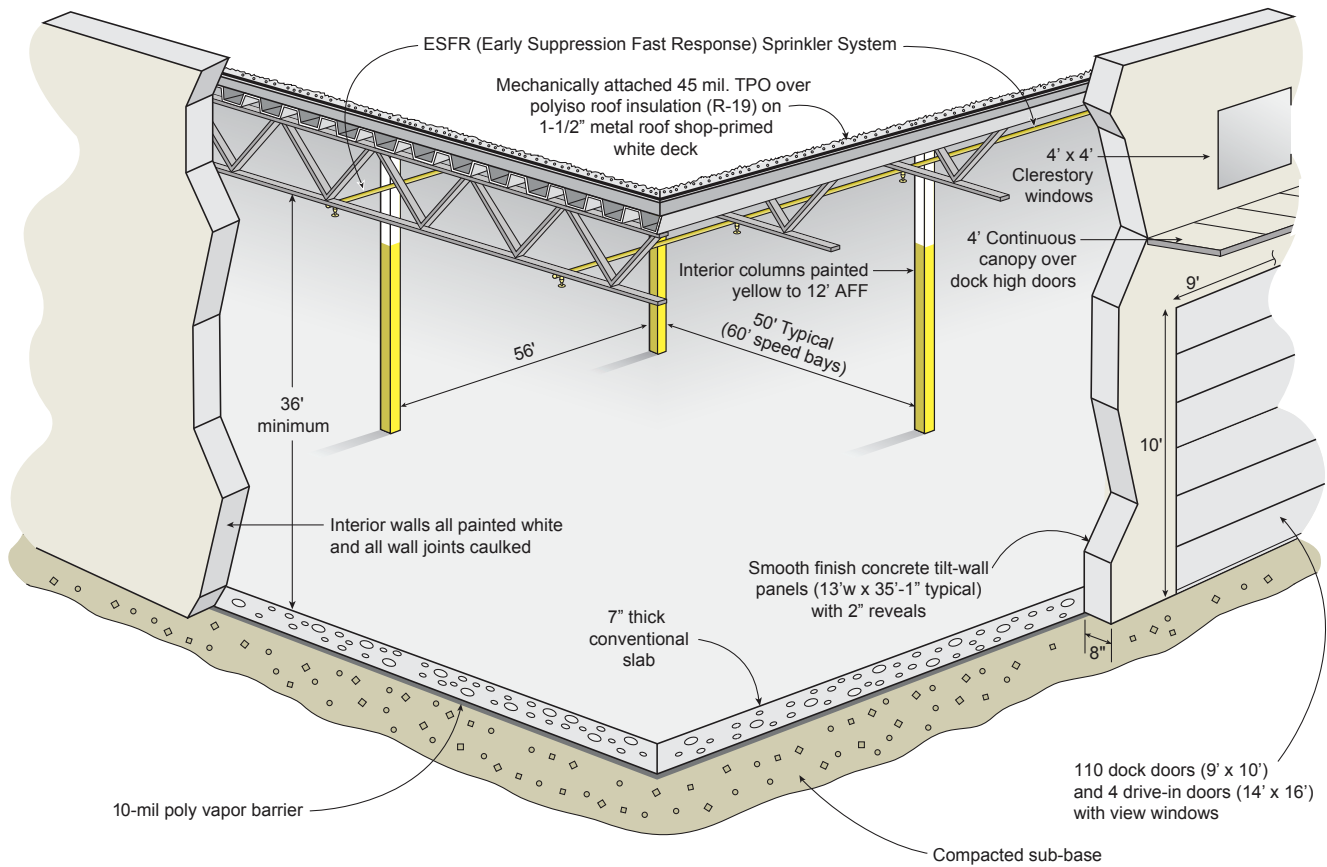 ESFR (Early Suppression Fast Response) Sprinkler System
Mechanically attached 45 mil. TPO over
polyiso roof insulation (R-19) on
1-1/2” metal roof shop-primed
white deck
4’ x 4’
Clerestory
windows
4’ Continuous
canopy over
dock high doors
9'
Interior columns painted
yellow to 12’ AFF
56'
50' Typical
(60’ speed bays)
36'
minimum
10'
Interior walls all painted white
and all wall joints caulked
Smooth finish concrete tilt-wall
panels (13’w x 35’-1” typical)
with 2” reveals
7” thick
conventional
slab
8"
10-mil poly vapor barrier
110 dock doors (9’ x 10’)
and 4 drive-in doors (14’ x 16’)
with view windows
Compacted sub-base